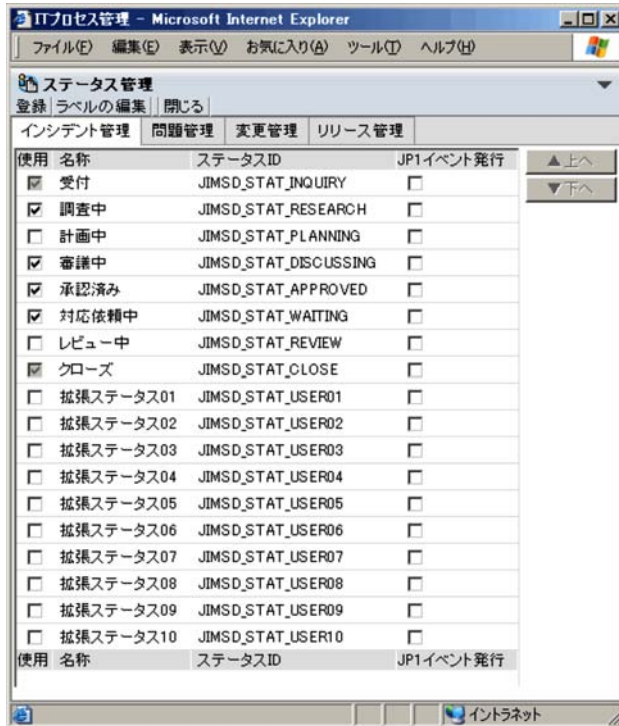 ITプロセス管理 - Microsoft Internet Explorer
ファイル(F) 編集(E) 表示(V) お気に入り(A) ツール(T) ヘルプ(H)
ステータス管理
登録 ラベルの編集 閉じる
インシデント管理 問題管理 変更管理 リリース管理
使用 名称 ステータスID JP1イベント発行 ▲上へ
受付 JIMSD_STAT_INQUIRY ▼下へ
調査中 JIMSD_STAT_RESEARCH
計画中 JIMSD_STAT_PLANNING
審議中 JIMSD_STAT_DISCUSSING
承認済み JIMSD_STAT_APPROVED
対応依頼中 JIMSD_STAT_WAITING
レビュー中 JIMSD_STAT_REVIEW
クローズ JIMSD_STAT_CLOSE
拡張ステータス01 JIMSD_STAT_USER01
拡張ステータス02 JIMSD_STAT_USER02
拡張ステータス03 JIMSD_STAT_USER03
拡張ステータス04 JIMSD_STAT_USER04
拡張ステータス05 JIMSD_STAT_USER05
拡張ステータス06 JIMSD_STAT_USER06
拡張ステータス07 JIMSD_STAT_USER07
拡張ステータス08 JIMSD_STAT_USER08
拡張ステータス09 JIMSD_STAT_USER09
拡張ステータス10 JIMSD_STAT_USER10
使用 名称 ステータスID JP1イベント発行
イントラネット